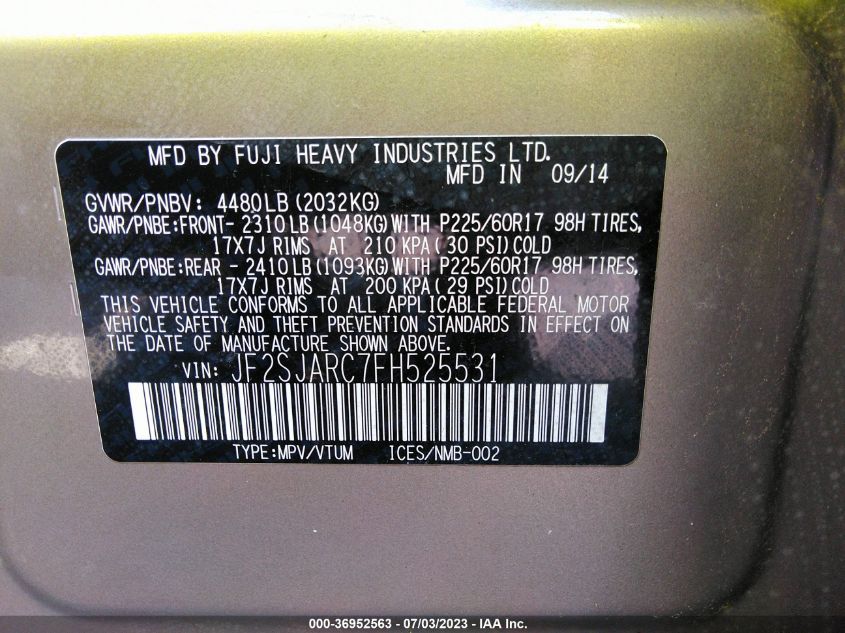 MFD BY FUJI HEAVY INDUSTRIES LTD.
MFD IN 09/14
GVWR/PNBV: 4480LB(2032KG)
GAWR/PNBE:FRONT- 2310LB(1048KG)WITH P225/60R17 98H TIRES,
17X7J RIMS AT 210 KPA( 30 PSI)COLD
GAWR/PNBE:REAR - 2410LB(1093KG)WITH P225/60R17 98H TIRES,
17X7J RIMS AT 200 KPA( 29 PSI)COLD
THIS VEHICLE CONFORMS TO ALL APPLICABLE FEDERAL MOTOR
VEHICLE SAFETY AND THEFT PREVENTION STANDARDS IN EFFECT ON
THE DATE OF MANUFACTURE SHOWN ABOVE.
VIN: JF2SJARC7FH525531
TYPE:MPV/VTUM ICES/NMB-002
000-36952563 - 07/03/2023 - IAA Inc.